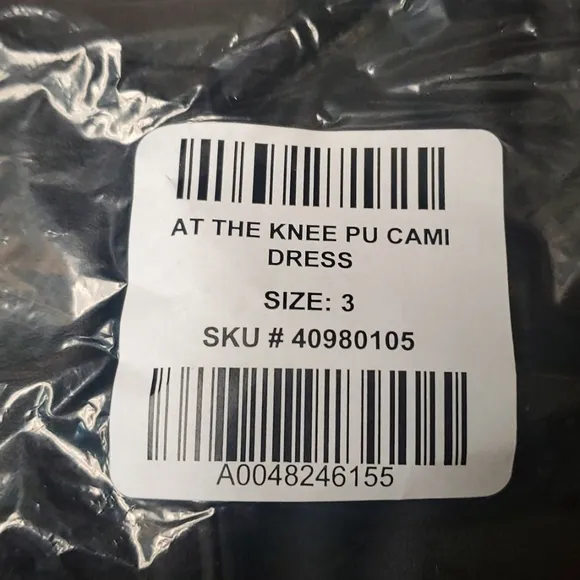 AT THE KNEE PU CAMI
DRESS
SIZE: 3
SKU # 40980105
A0048246155